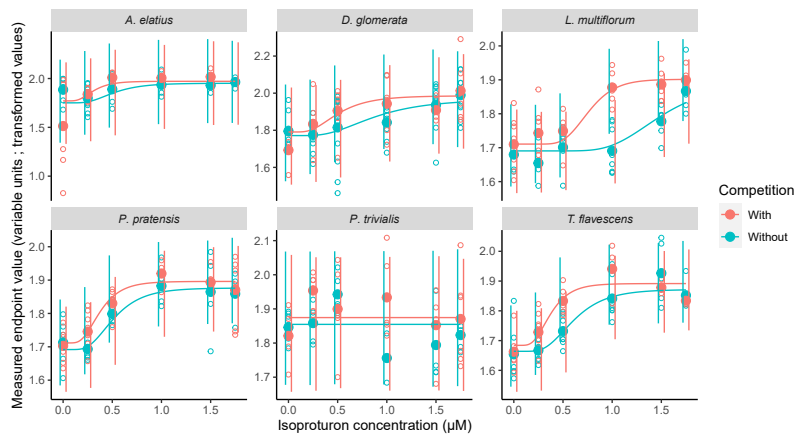 A. elatius
D. glomerata
L. multiflorum
2.0
1.5
1.0
2.2
2.0
1.8
1.6
2.0
1.9
1.8
1.7
1.6
Measured endpoint value (variable units ; transformed values)
Competition
With
Without
P. pratensis
P. trivialis
T. flavescens
2.0
1.9
1.8
1.7
1.6
2.1
2.0
1.9
1.8
1.7
2.0
1.9
1.8
1.7
1.6
1.5
0.0 0.5 1.0 1.5
0.0 0.5 1.0 1.5
0.0 0.5 1.0 1.5
Isoproturon concentration (µM)